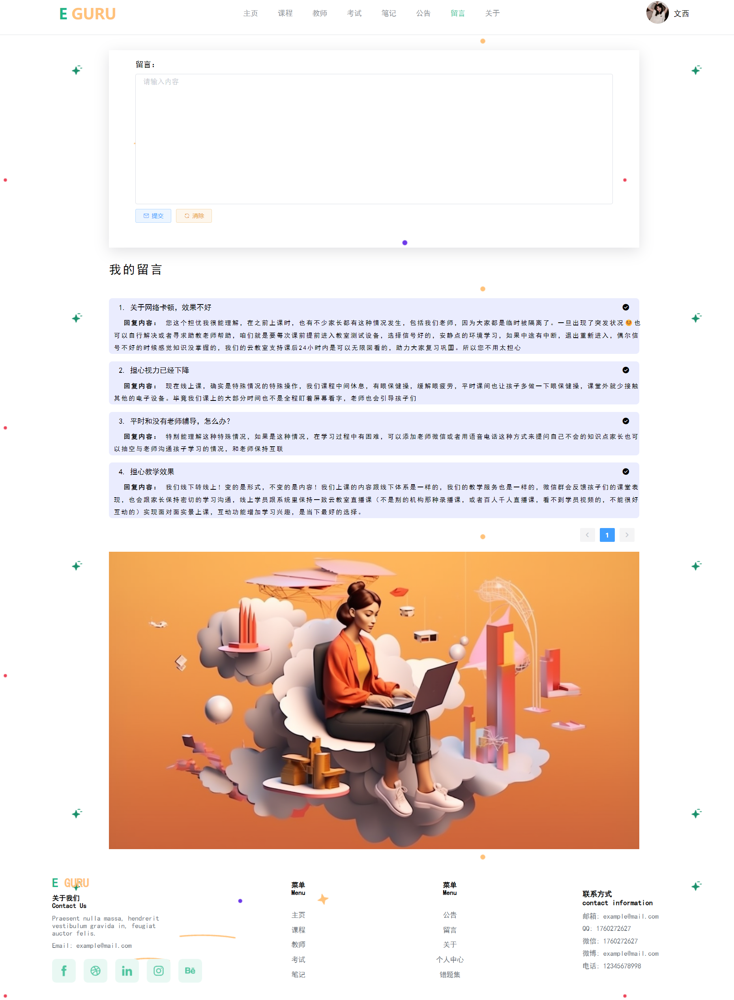 E GURU
主页 课程 教师 考试 笔记 公告 留言 关于
文西
留言：
请输入内容
提交 清除
我的留言
1. 关于网络卡顿，效果不好
回复内容： 您这个担忧我很能理解，在之前上课时，也有不少家长都有这种情况发生，包括我们老师，因为大家都是临时被隔离了。一旦出现了突发状况😊也
可以自行解决或者寻求助教老师帮助，咱们就是要每次课前提前进入教室测试设备，选择信号好的，安静点的环境学习，如果中途有中断，退出重新进入，偶尔信
号不好的时候感觉知识没掌握的，我们的云教室支持课后24小时内是可以无限回看的，助力大家复习巩固。所以您不用太担心
2. 担心视力已经下降
回复内容： 现在线上课，确实是特殊情况的特殊操作，我们课程中间休息，有眼保健操，缓解眼疲劳，平时课间也让孩子多做一下眼保健操，课堂外就少接触
其他的电子设备。毕竟我们课上的大部分时间也不是全程盯着屏幕看字，老师也会引导孩子们
3. 平时和没有老师辅导，怎么办？
回复内容： 特别能理解这种特殊情况，如果是这种情况，在学习过程中有困难，可以添加老师微信或者用语音电话这种方式来提问自己不会的知识点家长也可
以抽空与老师沟通孩子学习的情况，和老师保持互联
4. 担心教学效果
回复内容： 我们线下转线上！变的是形式，不变的是内容！我们上课的内容跟线下体系是一样的，我们的教学服务也是一样的，微信群会反馈孩子们的课堂表
现，也会跟家长保持密切的学习沟通，线上学员跟系统里保持一致云教室直播课（不是别的机构那种录播课，或者百人千人直播课，看不到学员视频的，不能很好
互动的）实现面对面实景上课，互动功能增加学习兴趣，是当下最好的选择。
1
E GURU
关于我们
Contact Us
Praesent nulla massa, hendrerit
vestibulum gravida in, feugiat
auctor felis.
Email: example@mail.com
f in Bē
菜单
Menu
主页
课程
教师
考试
笔记
菜单
Menu
公告
留言
关于
个人中心
错题集
联系方式
contact information
邮箱: example@mail.com
QQ: 1760272627
微信: 1760272627
微博: example@mail.com
电话: 12345678998